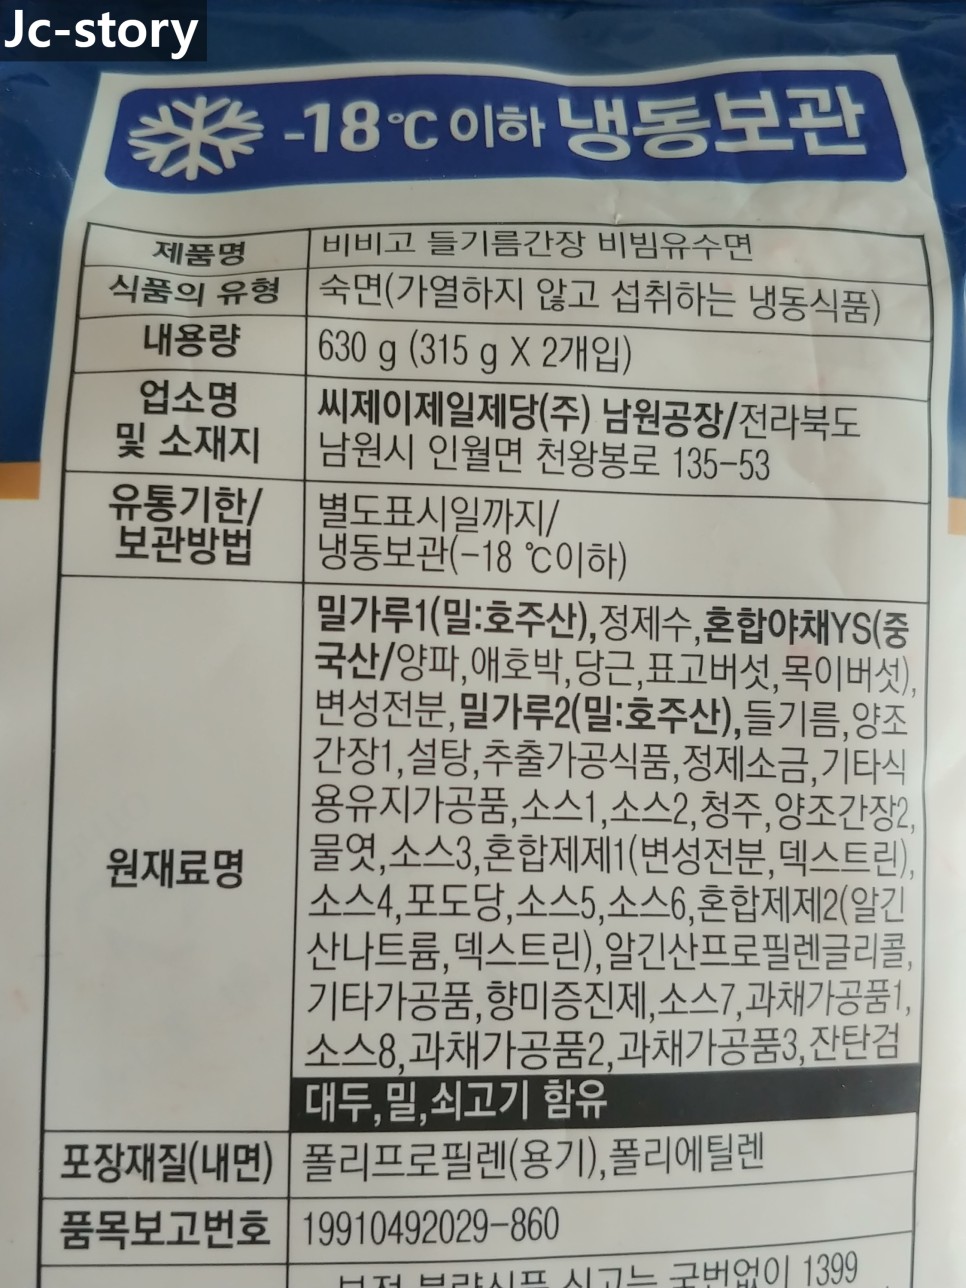 Jc-story
-18℃이하 냉동보관
제품명
비비고 들기름간장 비빔유수면
식품의 유형
숙면(가열하지 않고 섭취하는 냉동식품)
내용량
630 g (315 g X 2개입)
업소명
및 소재지
씨제이제일제당(주) 남원공장/전라북도
남원시 인월면 천왕봉로 135-53
유통기한/
보관방법
별도표시일까지/
냉동보관(-18 ℃이하)
원재료명
밀가루1(밀:호주산),정제수,혼합야채YS(중
국산/양파,애호박,당근,표고버섯,목이버섯),
변성전분,밀가루2(밀:호주산),들기름,양조
간장1,설탕,추출가공식품,정제소금,기타식
용유지가공품,소스1,소스2,청주,양조간장2,
물엿,소스3,혼합제제1(변성전분,덱스트린),
소스4,포도당,소스5,소스6,혼합제제2(알긴
산나트륨,덱스트린),알긴산프로필렌글리콜,
기타가공품,향미증진제,소스7,과채가공품1,
소스8,과채가공품2,과채가공품3,잔탄검
대두,밀,쇠고기 함유
포장재질(내면)
폴리프로필렌(용기),폴리에틸렌
품목보고번호
19910492029-860
부정·불량식품 신고는 국번없이 1399